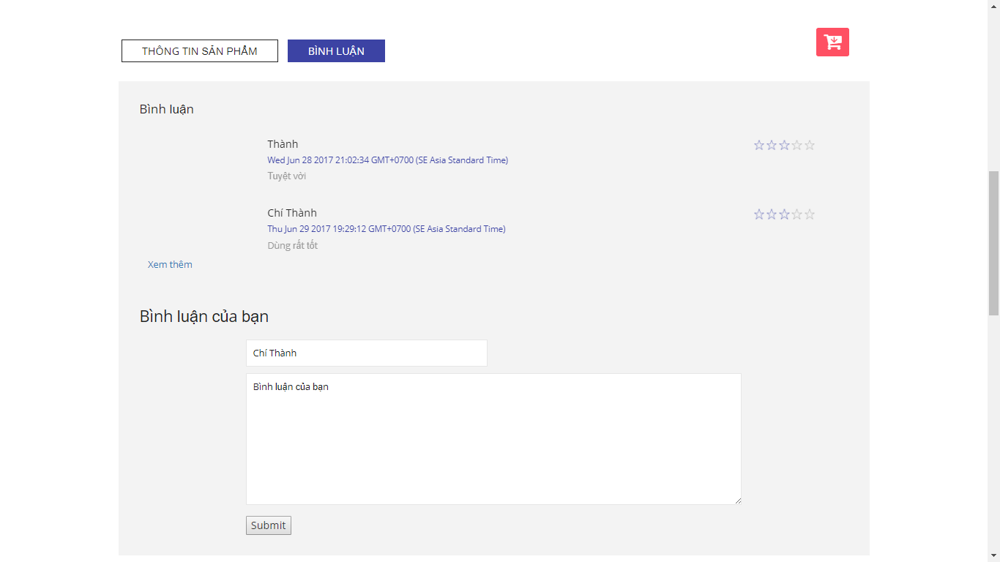 THÔNG TIN SẢN PHẨM
BÌNH LUẬN
Bình luận
Thành
Wed Jun 28 2017 21:02:34 GMT+0700 (SE Asia Standard Time)
Tuyệt vời
Chí Thành
Thu Jun 29 2017 19:29:12 GMT+0700 (SE Asia Standard Time)
Dùng rất tốt
Xem thêm
Bình luận của bạn
Chí Thành
Bình luận của bạn
Submit